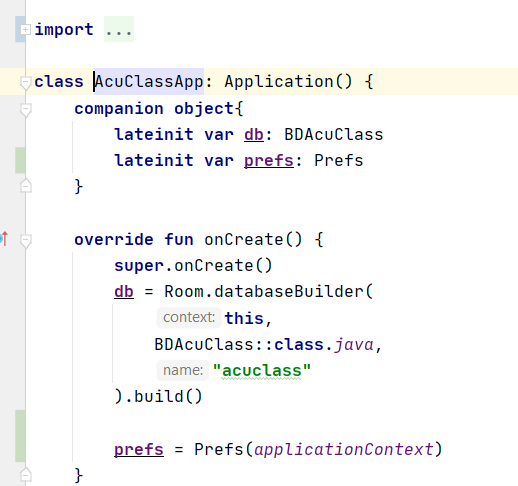 import ...
class AcuClassApp: Application() {
companion object{
lateinit var db: BDAcuClass
lateinit var prefs: Prefs
}
override fun onCreate() {
super.onCreate()
db = Room.databaseBuilder(
context: this,
BDAcuClass::class.java,
name: "acuclass"
).build()
prefs = Prefs(applicationContext)
}